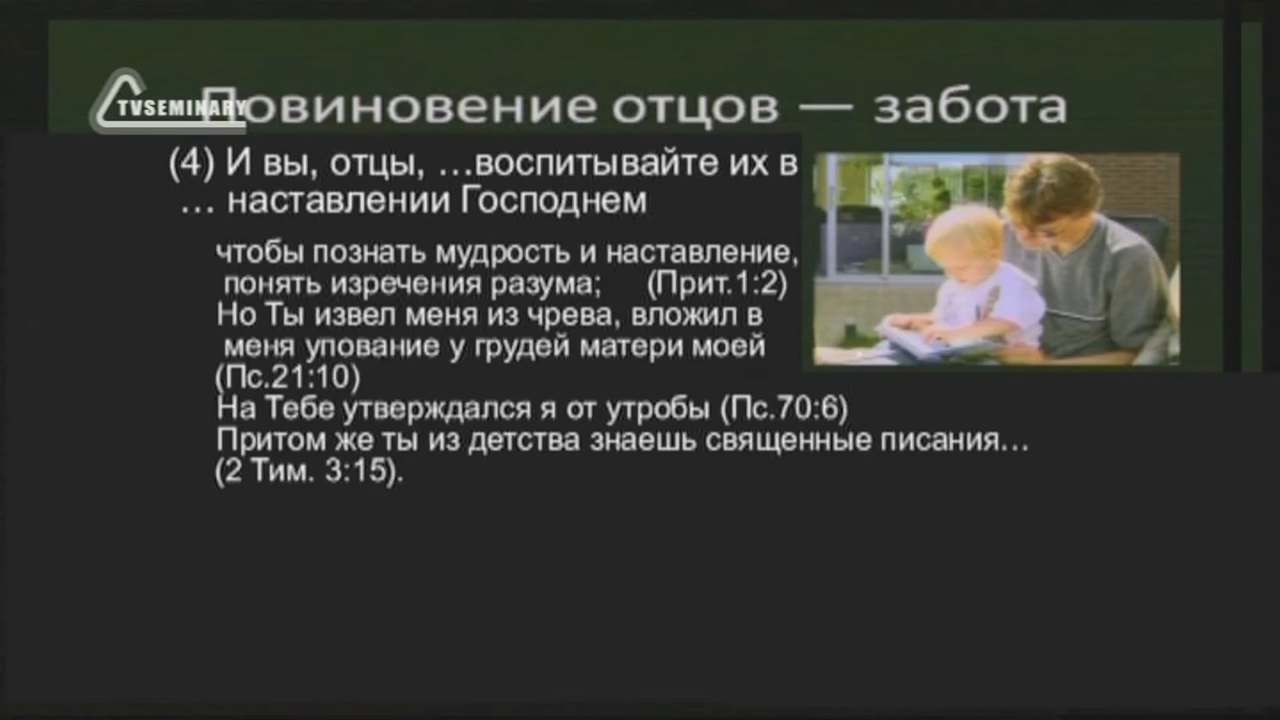 TVSEMINARY
Повиновение отцов — забота
(4) И вы, отцы, …воспитывайте их в
… наставлении Господнем
чтобы познать мудрость и наставление,
понять изречения разума; (Прит.1:2)
Но Ты извел меня из чрева, вложил в
меня упование у грудей матери моей
(Пс.21:10)
На Тебе утверждался я от утробы (Пс.70:6)
Притом же ты из детства знаешь священные писания…
(2 Тим. 3:15).